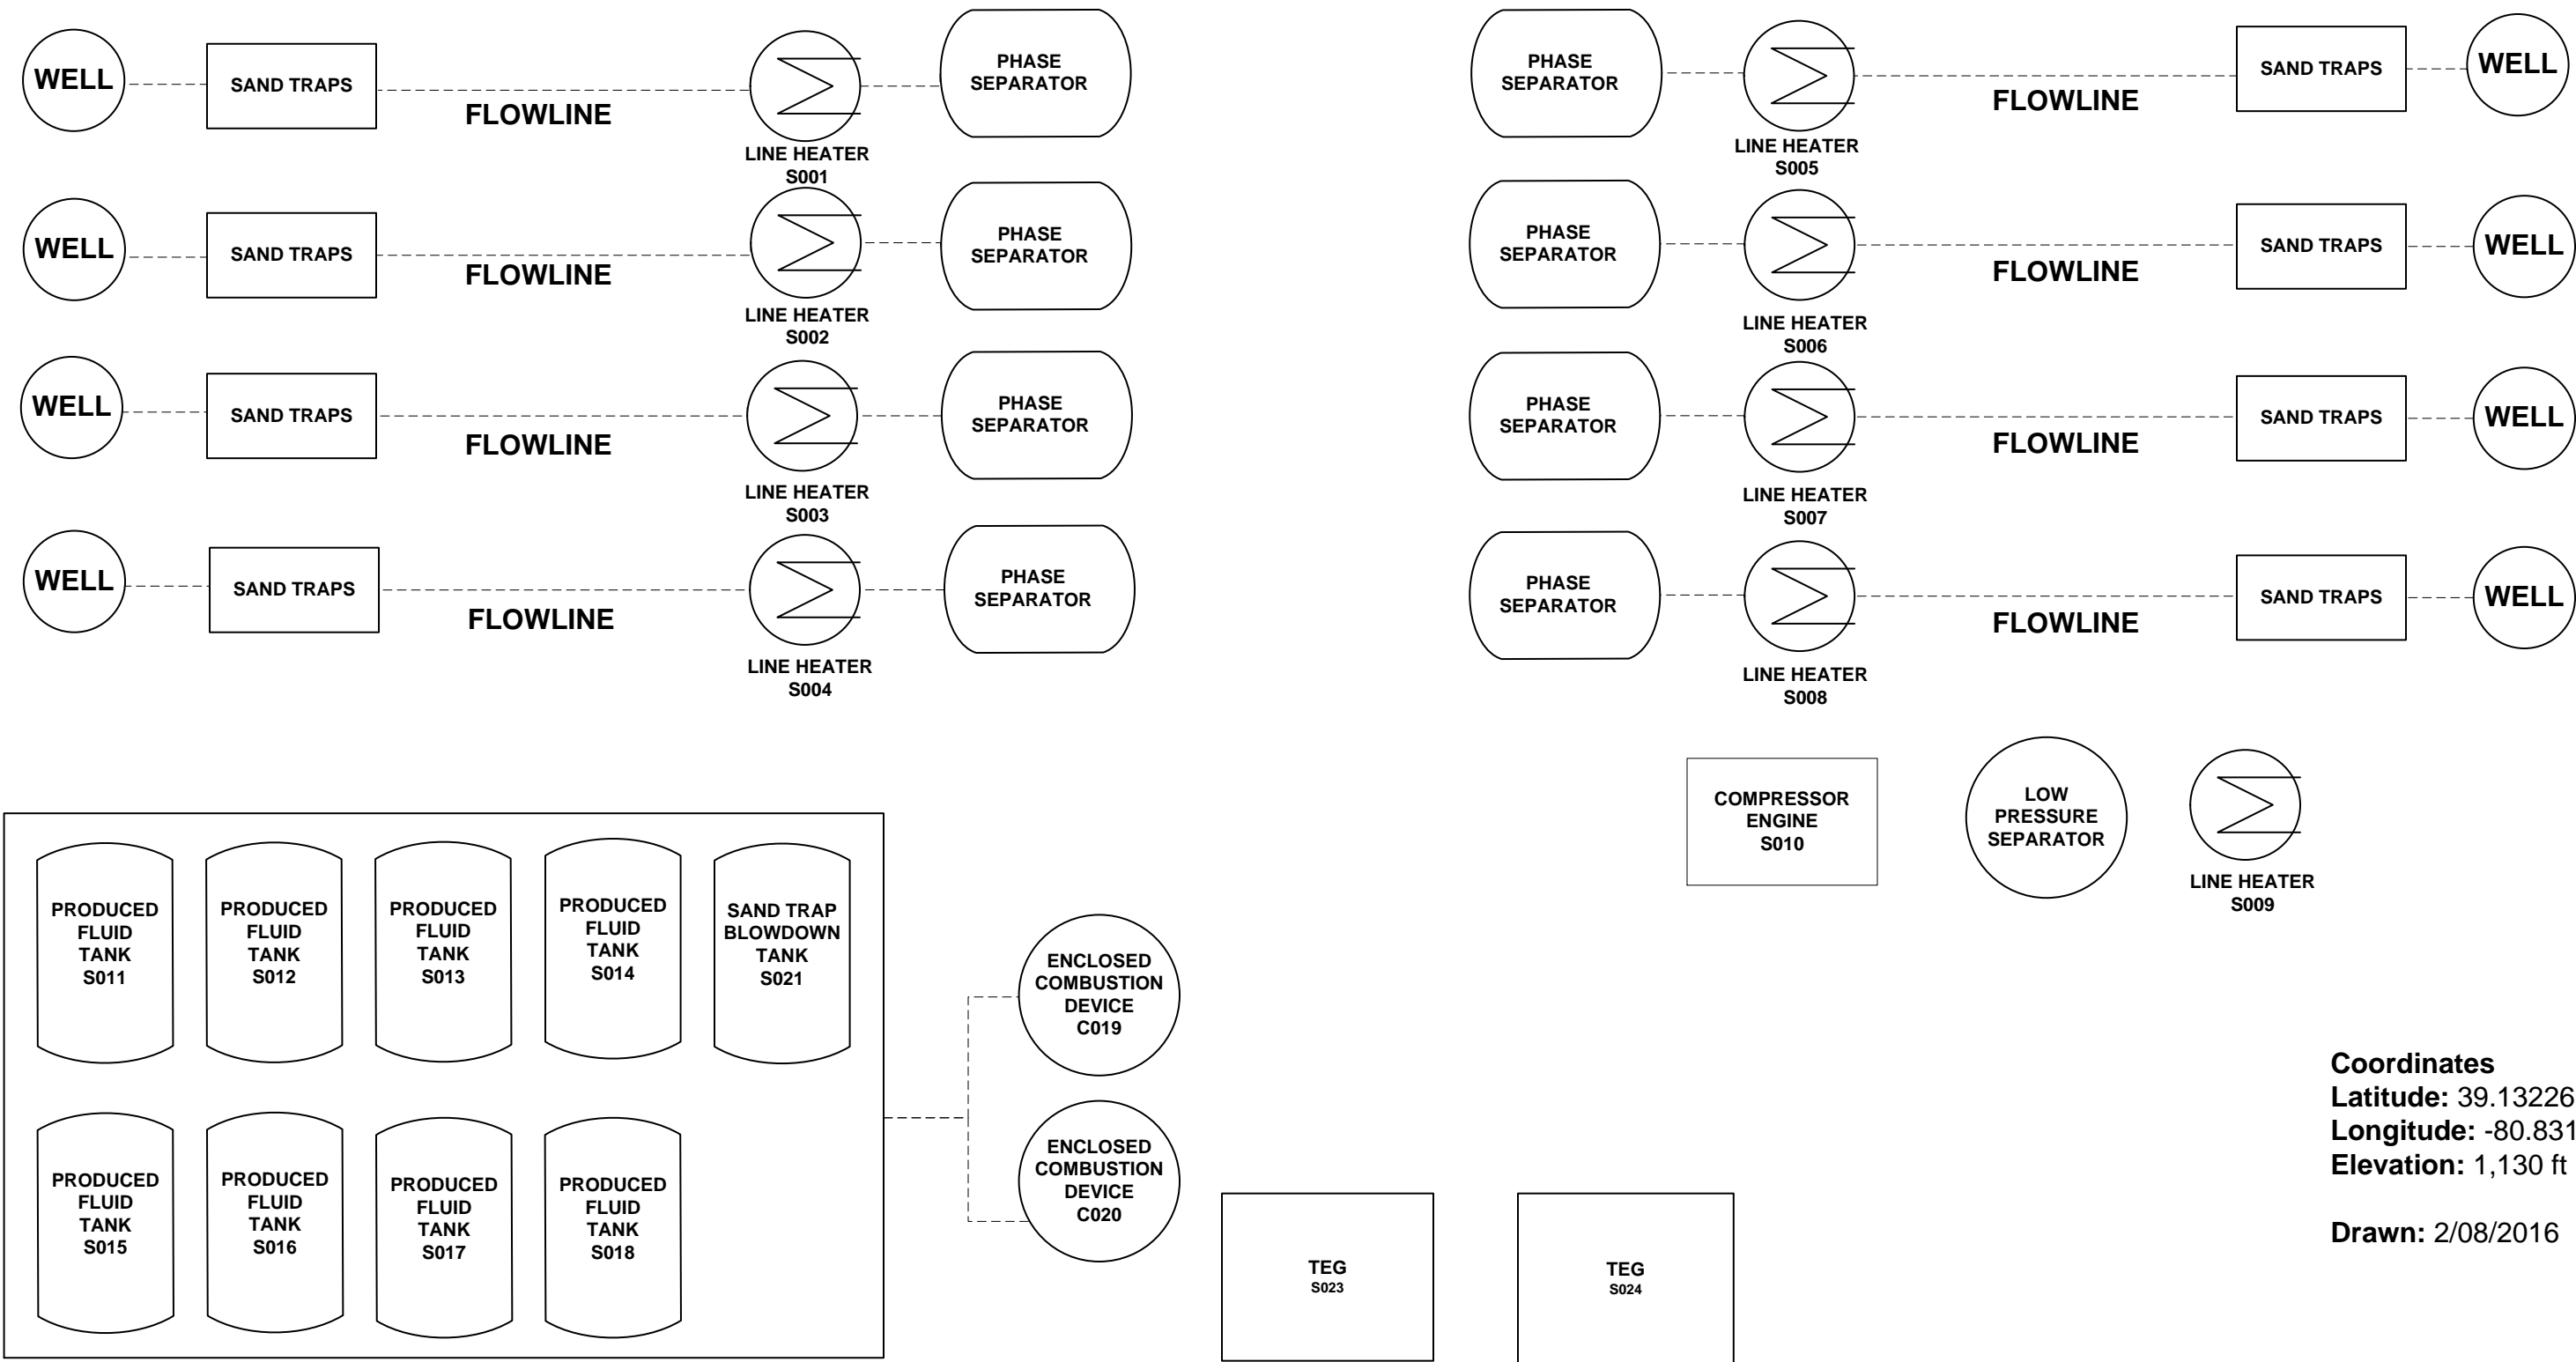 WELL
SAND TRAPS
FLOWLINE
LINE HEATER
S001
PHASE
SEPARATOR
PHASE
SEPARATOR
LINE HEATER
S005
FLOWLINE
SAND TRAPS
WELL
WELL
SAND TRAPS
FLOWLINE
LINE HEATER
S002
PHASE
SEPARATOR
PHASE
SEPARATOR
LINE HEATER
S006
FLOWLINE
SAND TRAPS
WELL
WELL
SAND TRAPS
FLOWLINE
LINE HEATER
S003
PHASE
SEPARATOR
PHASE
SEPARATOR
LINE HEATER
S007
FLOWLINE
SAND TRAPS
WELL
WELL
SAND TRAPS
FLOWLINE
LINE HEATER
S004
PHASE
SEPARATOR
PHASE
SEPARATOR
LINE HEATER
S008
FLOWLINE
SAND TRAPS
WELL
COMPRESSOR
ENGINE
S010
LOW
PRESSURE
SEPARATOR
LINE HEATER
S009
PRODUCED
FLUID
TANK
S011
PRODUCED
FLUID
TANK
S012
PRODUCED
FLUID
TANK
S013
PRODUCED
FLUID
TANK
S014
SAND TRAP
BLOWDOWN
TANK
S021
PRODUCED
FLUID
TANK
S015
PRODUCED
FLUID
TANK
S016
PRODUCED
FLUID
TANK
S017
PRODUCED
FLUID
TANK
S018
ENCLOSED
COMBUSTION
DEVICE
C019
ENCLOSED
COMBUSTION
DEVICE
C020
TEG
S023
TEG
S024
Coordinates
Latitude: 39.13226
Longitude: -80.831
Elevation: 1,130 ft
Drawn: 2/08/2016